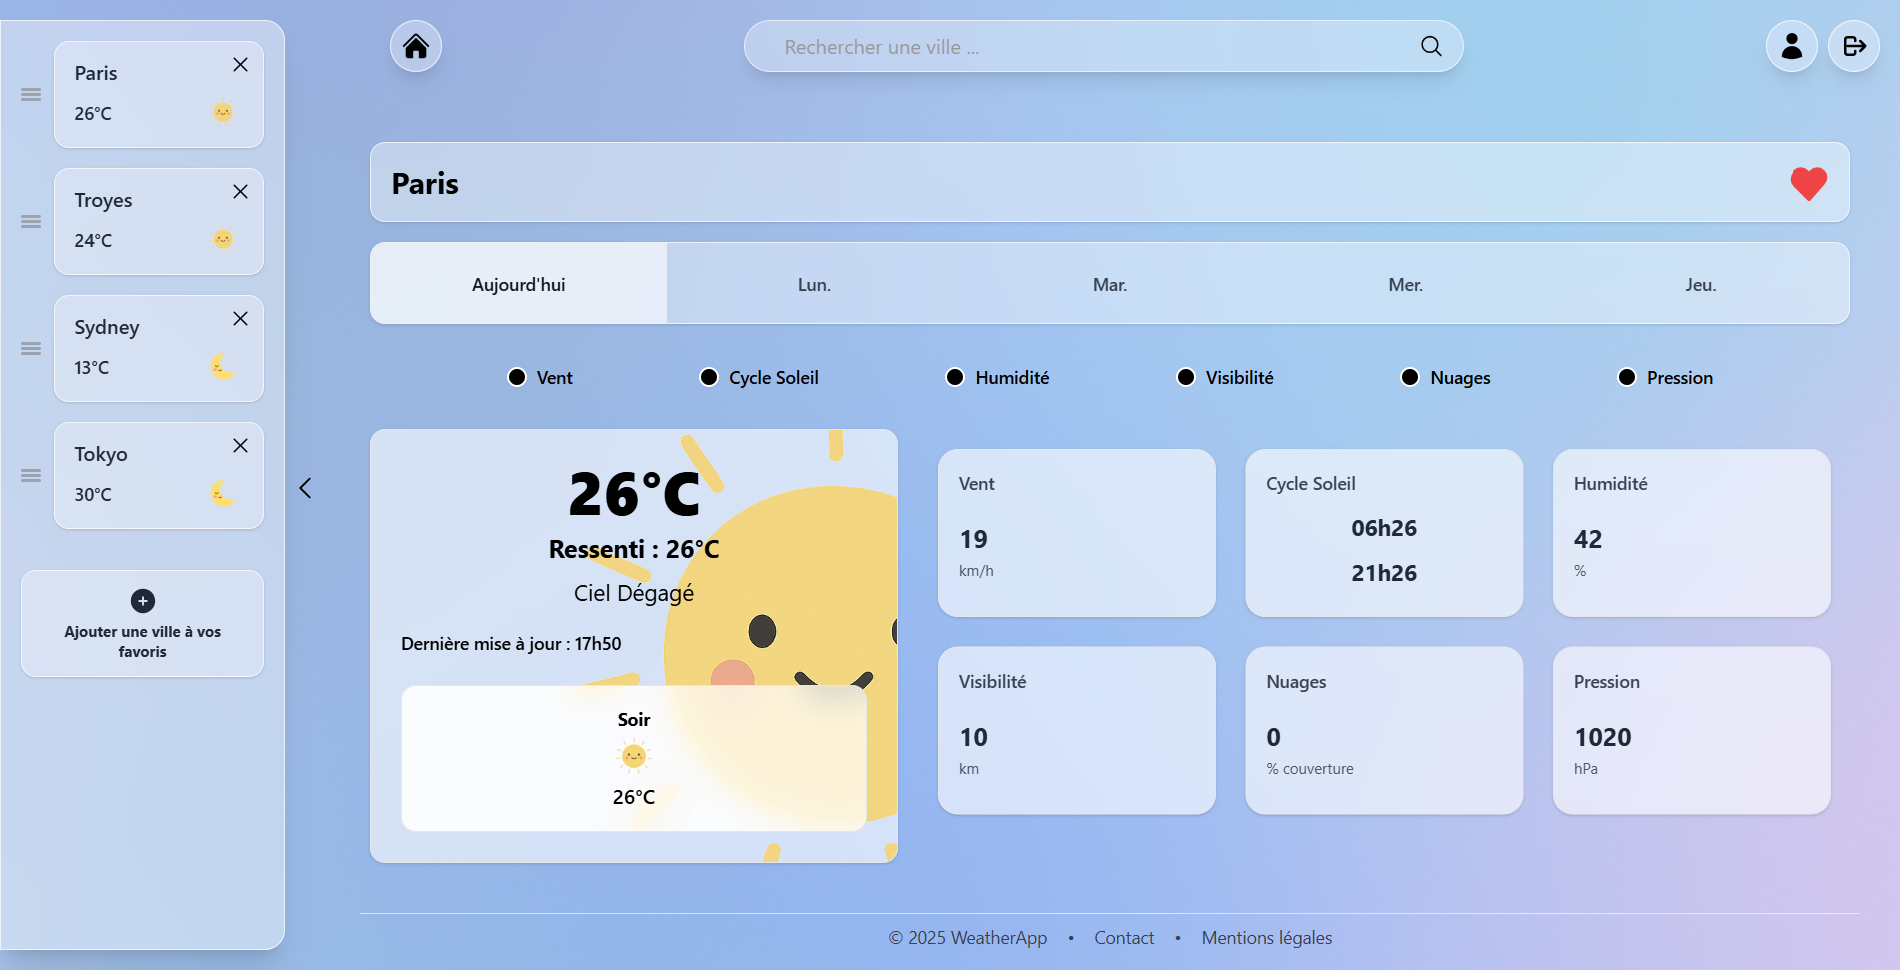 Paris
26°C
Troyes
24°C
Sydney
13°C
Tokyo
30°C
Ajouter une ville à vos
favoris
Rechercher une ville ...
Paris
Aujourd'hui
Lun.
Mar.
Mer.
Jeu.
Vent
Cycle Soleil
Humidité
Visibilité
Nuages
Pression
26°C
Ressenti : 26°C
Ciel Dégagé
Dernière mise à jour : 17h50
Soir
26°C
Vent
19
km/h
Cycle Soleil
06h26
21h26
Humidité
42
%
Visibilité
10
km
Nuages
0
% couverture
Pression
1020
hPa
© 2025 WeatherApp • Contact • Mentions légales